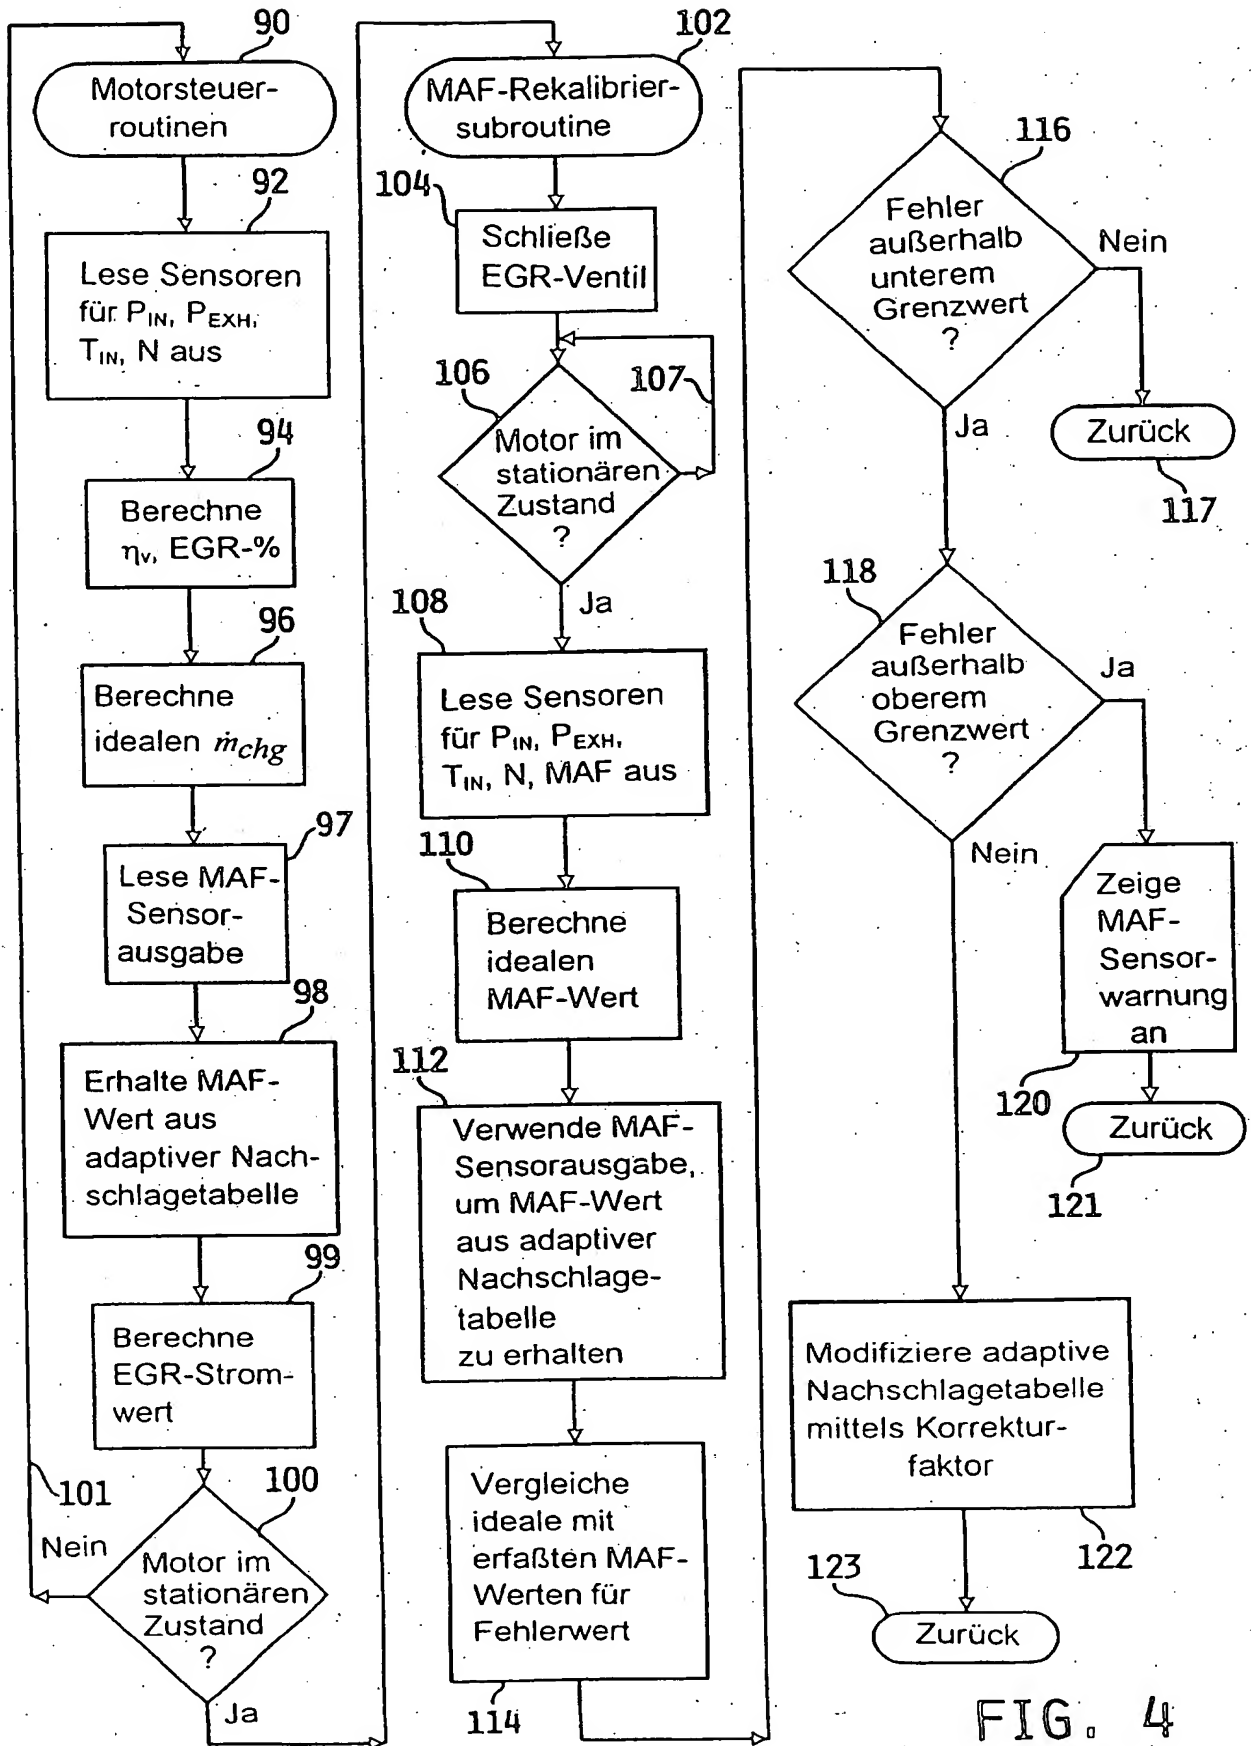 90
Motorsteuer-
routinen
92
Lese Sensoren
für P_IN, P_EXH,
T_IN, N aus
94
Berechne
η_v, EGR-%
96
Berechne
idealen ṁ_chg
97
Lese MAF-
Sensor-
ausgabe
98
Erhalte MAF-
Wert aus
adaptiver Nach-
schlagetabelle
99
Berechne
EGR-Strom-
wert
101
100
Nein
Motor im
stationären
Zustand
?
Ja
102
MAF-Rekalibrier-
subroutine
104
Schließe
EGR-Ventil
106
107
Motor im
stationären
Zustand
?
Ja
108
Lese Sensoren
für P_IN, P_EXH,
T_IN, N, MAF aus
110
Berechne
idealen
MAF-Wert
112
Verwende MAF-
Sensorausgabe,
um MAF-Wert
aus adaptiver
Nachschlage-
tabelle
zu erhalten
Vergleiche
ideale mit
erfaßten MAF-
Werten für
Fehlerwert
114
116
Fehler
außerhalb
unterem
Grenzwert
?
Nein
Ja
Zurück
117
118
Fehler
außerhalb
oberem
Grenzwert
?
Ja
Nein
Zeige
MAF-
Sensor-
warnung
an
120
Zurück
121
Modifiziere adaptive
Nachschlagetabelle
mittels Korrektur-
faktor
122
123
Zurück
FIG. 4